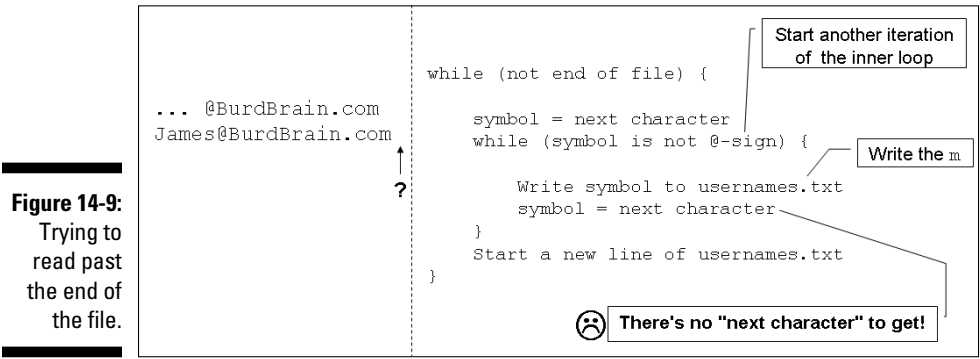 Figure 14-9:
Trying to
read past
the end of
the file.
... @BurdBrain.com
James@BurdBrain.com
?
Start another iteration
of the inner loop
while (not end of file) {
symbol = next character
while (symbol is not @-sign) {
Write the m
Write symbol to usernames.txt
symbol = next character
}
Start a new line of usernames.txt
}
There's no "next character" to get!